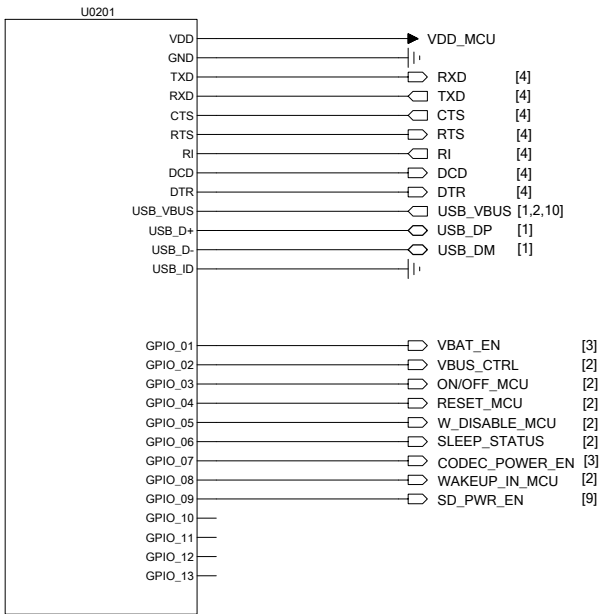 U0201
VDD VDD_MCU
GND
TXD RXD [4]
RXD TXD [4]
CTS CTS [4]
RTS RTS [4]
RI RI [4]
DCD DCD [4]
DTR DTR [4]
USB_VBUS USB_VBUS [1,2,10]
USB_D+ USB_DP [1]
USB_D- USB_DM [1]
USB_ID
GPIO_01 VBAT_EN [3]
GPIO_02 VBUS_CTRL [2]
GPIO_03 ON/OFF_MCU [2]
GPIO_04 RESET_MCU [2]
GPIO_05 W_DISABLE_MCU [2]
GPIO_06 SLEEP_STATUS [2]
GPIO_07 CODEC_POWER_EN [3]
GPIO_08 WAKEUP_IN_MCU [2]
GPIO_09 SD_PWR_EN [9]
GPIO_10
GPIO_11
GPIO_12
GPIO_13